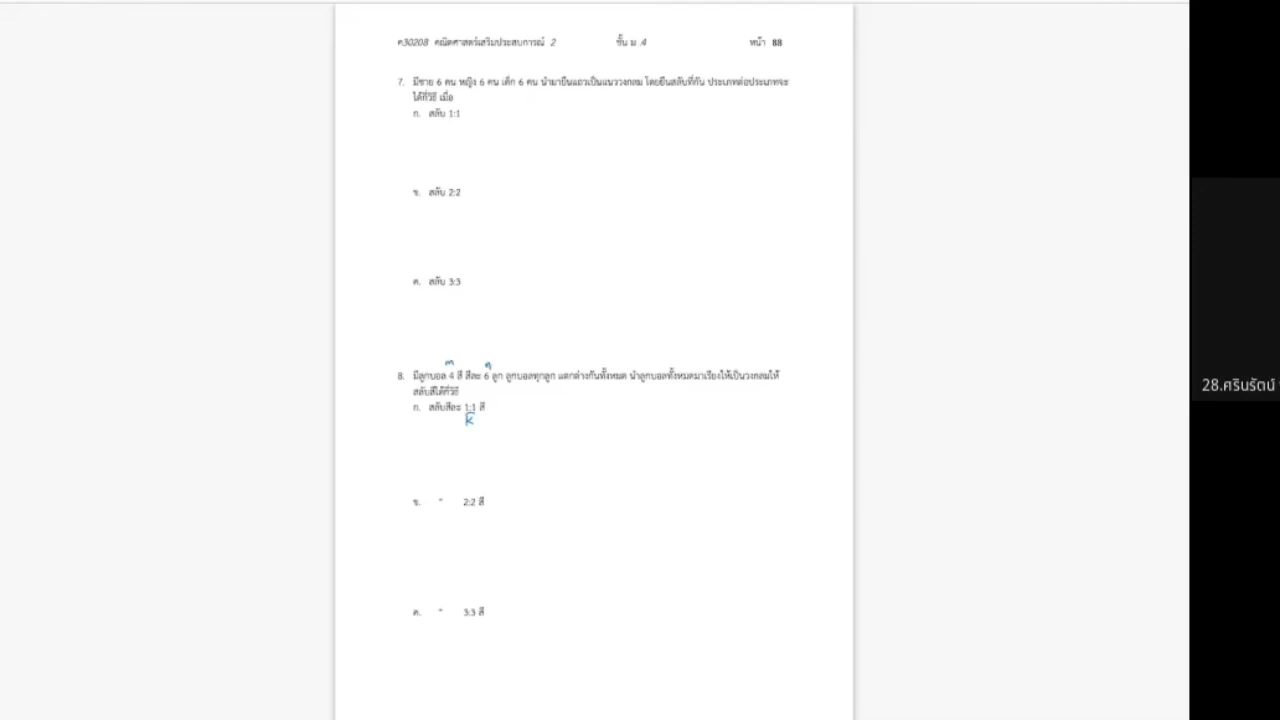 ค30208 คณิตศาสตร์เสริมประสบการณ์ 2 ชั้น ม.4 หน้า 88
7. มีชาย 6 คน หญิง 6 คน เด็ก 6 คน นำมายืนแถวเป็นแนววงกลม โดยยืนสลับที่กัน ประเภทต่อประเภทจะ
ได้กี่วิธี เมื่อ
ก. สลับ 1:1
ข. สลับ 2:2
ค. สลับ 3:3
m n
8. มีลูกบอล 4 สี สีละ 6 ลูก ลูกบอลทุกลูก แตกต่างกันทั้งหมด นำลูกบอลทั้งหมดมาเรียงให้เป็นวงกลมให้
สลับสีได้กี่วิธี
ก. สลับสีละ 1:1 สี
k
ข. " 2:2 สี
ค. " 3:3 สี
28.ศรินรัตน์